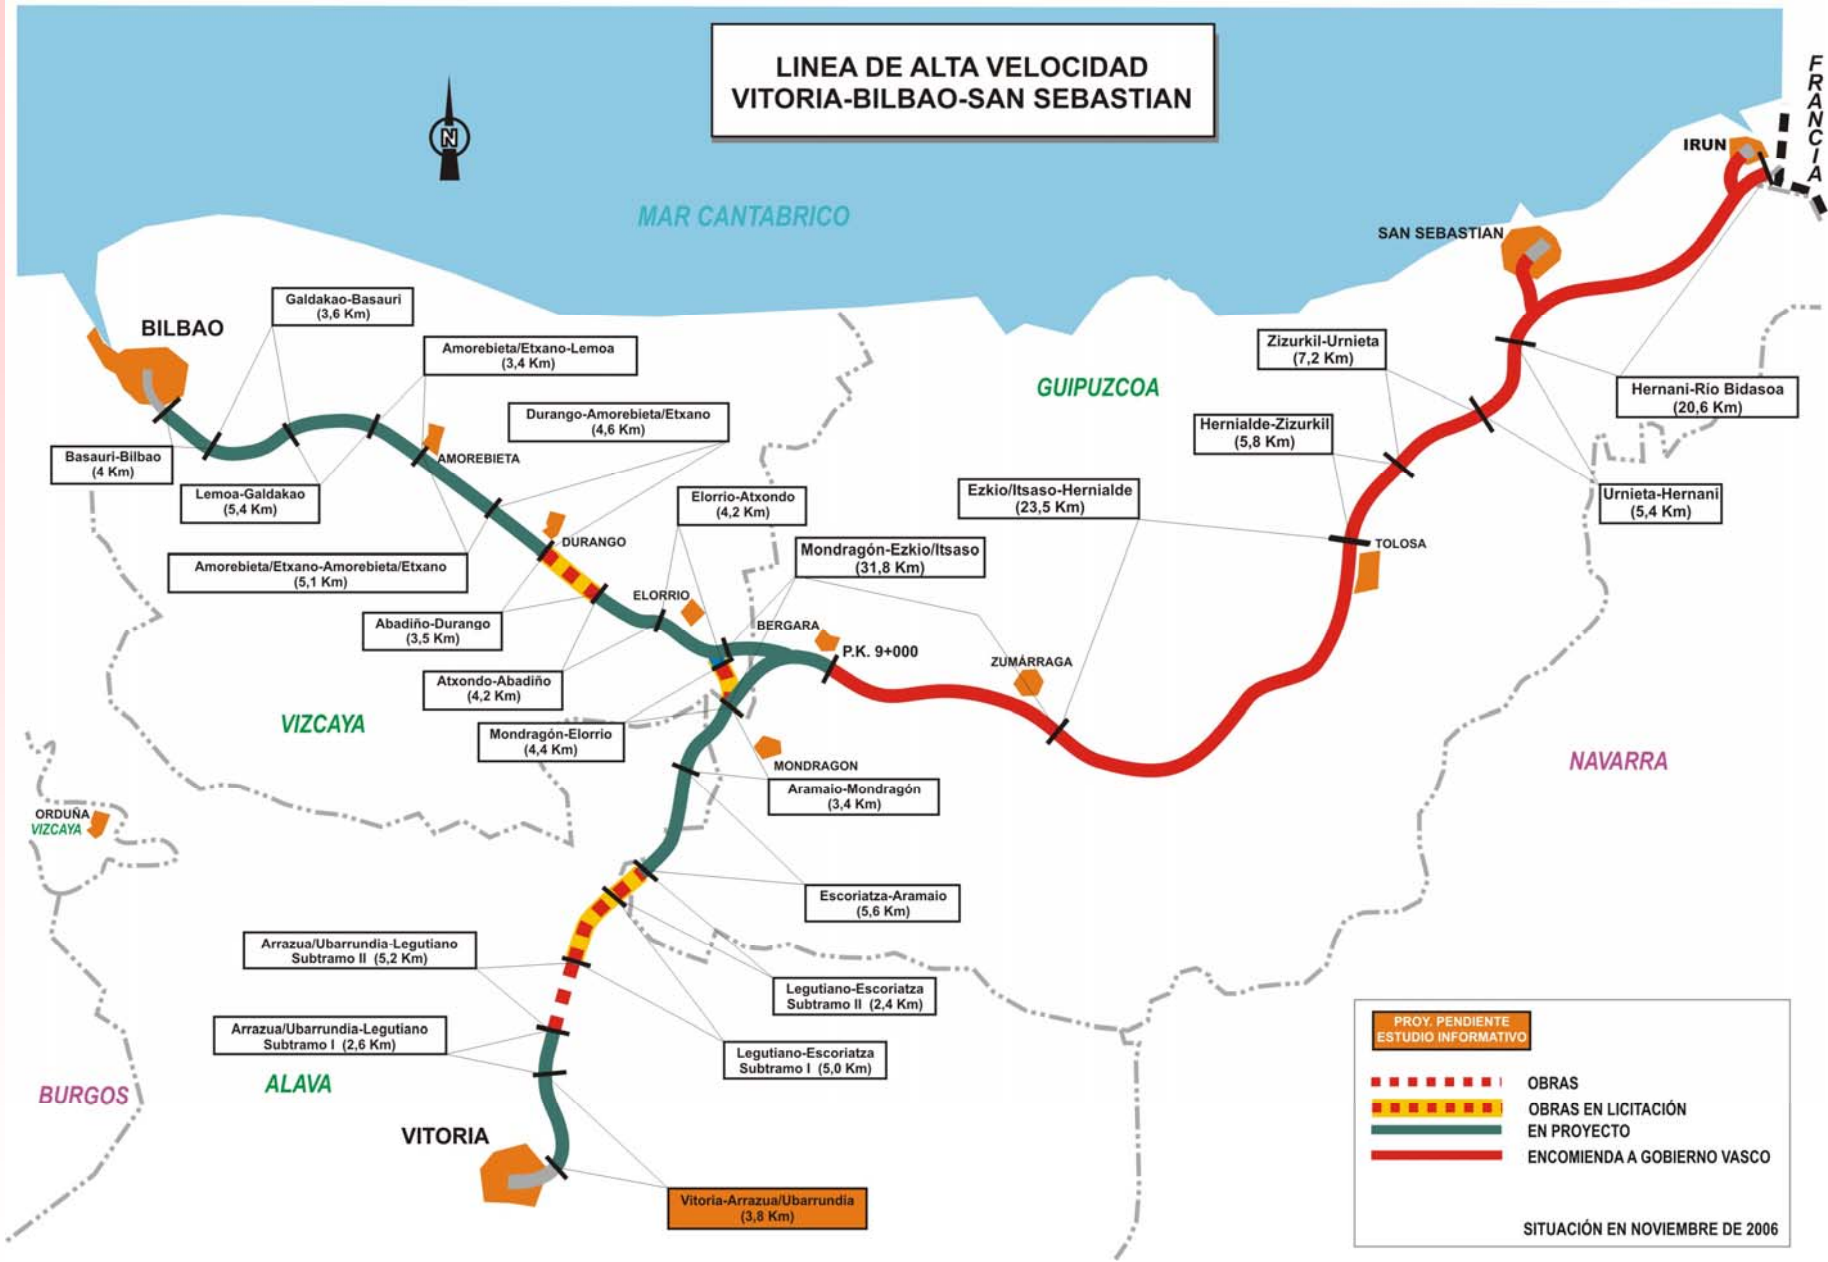 LINEA DE ALTA VELOCIDAD
VITORIA-BILBAO-SAN SEBASTIAN
FRANCIA
N
IRUN
MAR CANTABRICO
SAN SEBASTIAN
Galdakao-Basauri
(3,6 Km)
BILBAO
Amorebieta/Etxano-Lemoa
(3,4 Km)
Zizurkil-Urnieta
(7,2 Km)
GUIPUZCOA
Hernani-Río Bidasoa
(20,6 Km)
Durango-Amorebieta/Etxano
(4,6 Km)
Hernialde-Zizurkil
(5,8 Km)
Basauri-Bilbao
(4 Km)
AMOREBIETA
Lemoa-Galdakao
(5,4 Km)
Elorrio-Atxondo
(4,2 Km)
Ezkio/Itsaso-Hernialde
(23,5 Km)
Urnieta-Hernani
(5,4 Km)
DURANGO
TOLOSA
Mondragón-Ezkio/Itsaso
(31,8 Km)
Amorebieta/Etxano-Amorebieta/Etxano
(5,1 Km)
ELORRIO
Abadiño-Durango
(3,5 Km)
BERGARA
P.K. 9+000
ZUMÁRRAGA
Atxondo-Abadiño
(4,2 Km)
VIZCAYA
Mondragón-Elorrio
(4,4 Km)
NAVARRA
MONDRAGON
Aramaio-Mondragón
(3,4 Km)
ORDUÑA
VIZCAYA
Escoriatza-Aramaio
(5,6 Km)
Arrazua/Ubarrundia-Legutiano
Subtramo II (5,2 Km)
Legutiano-Escoriatza
Subtramo II (2,4 Km)
Arrazua/Ubarrundia-Legutiano
Subtramo I (2,6 Km)
Legutiano-Escoriatza
Subtramo I (5,0 Km)
ALAVA
BURGOS
VITORIA
Vitoria-Arrazua/Ubarrundia
(3,8 Km)
PROY. PENDIENTE
ESTUDIO INFORMATIVO
OBRAS
OBRAS EN LICITACIÓN
EN PROYECTO
ENCOMIENDA A GOBIERNO VASCO
SITUACIÓN EN NOVIEMBRE DE 2006